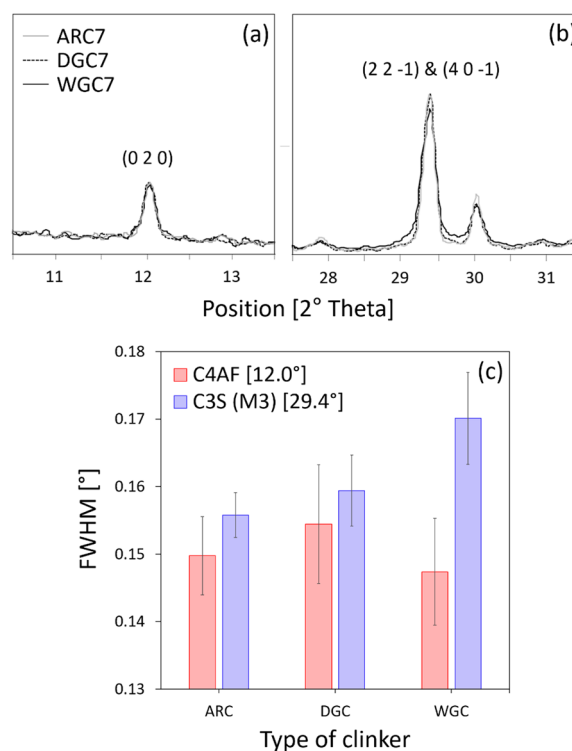 (a)
ARC7
DGC7
WGC7
(0 2 0)
11 12 13
(b)
(2 2 -1) & (4 0 -1)
28 29 30 31
Position [2° Theta]
(c)
C4AF [12.0°]
C3S (M3) [29.4°]
FWHM [°]
0.18
0.17
0.16
0.15
0.14
0.13
ARC DGC WGC
Type of clinker